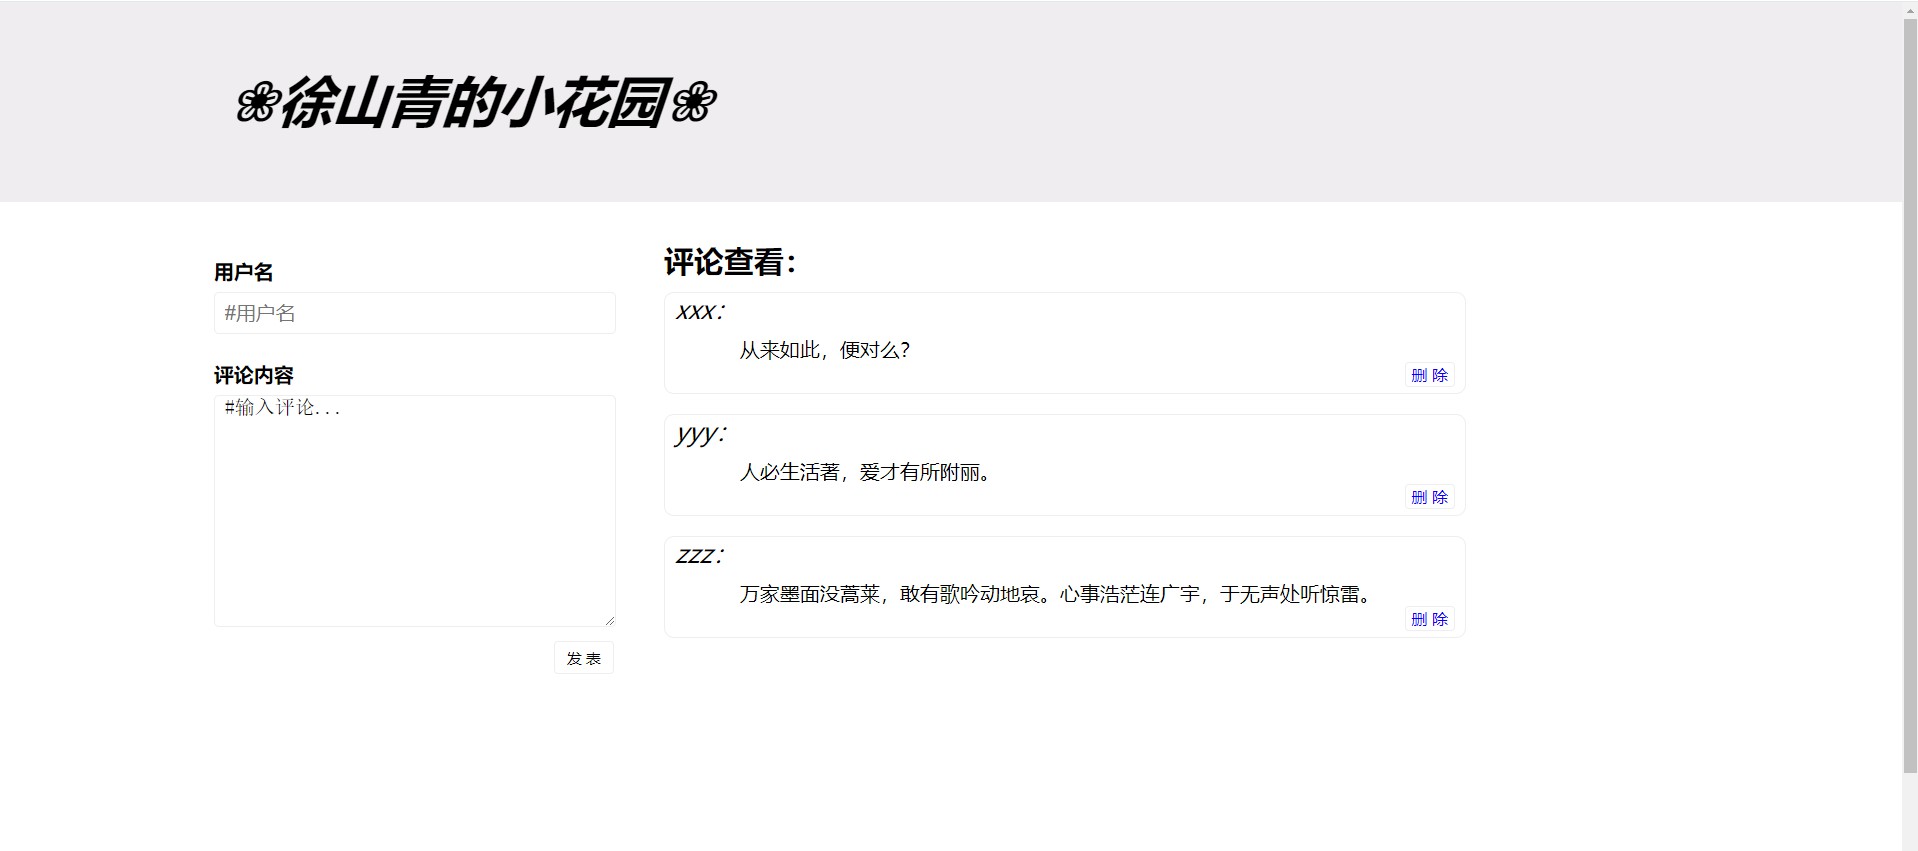 ❀徐山青的小花园❀
用户名
#用户名
评论内容
#输入评论...
发 表
评论查看：
xxx：
从来如此，便对么？
删 除
yyy：
人必生活著，爱才有所附丽。
删 除
zzz：
万家墨面没蒿莱，敢有歌吟动地哀。心事浩茫连广宇，于无声处听惊雷。
删 除